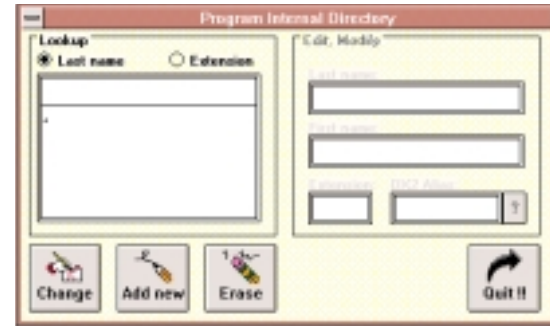 Program Internal Directory
Lookup
Last name
Extension
Edit, Modify
Last name:
First name:
Extension:
Alias:
?
Change
Add new
Erase
Quit !!